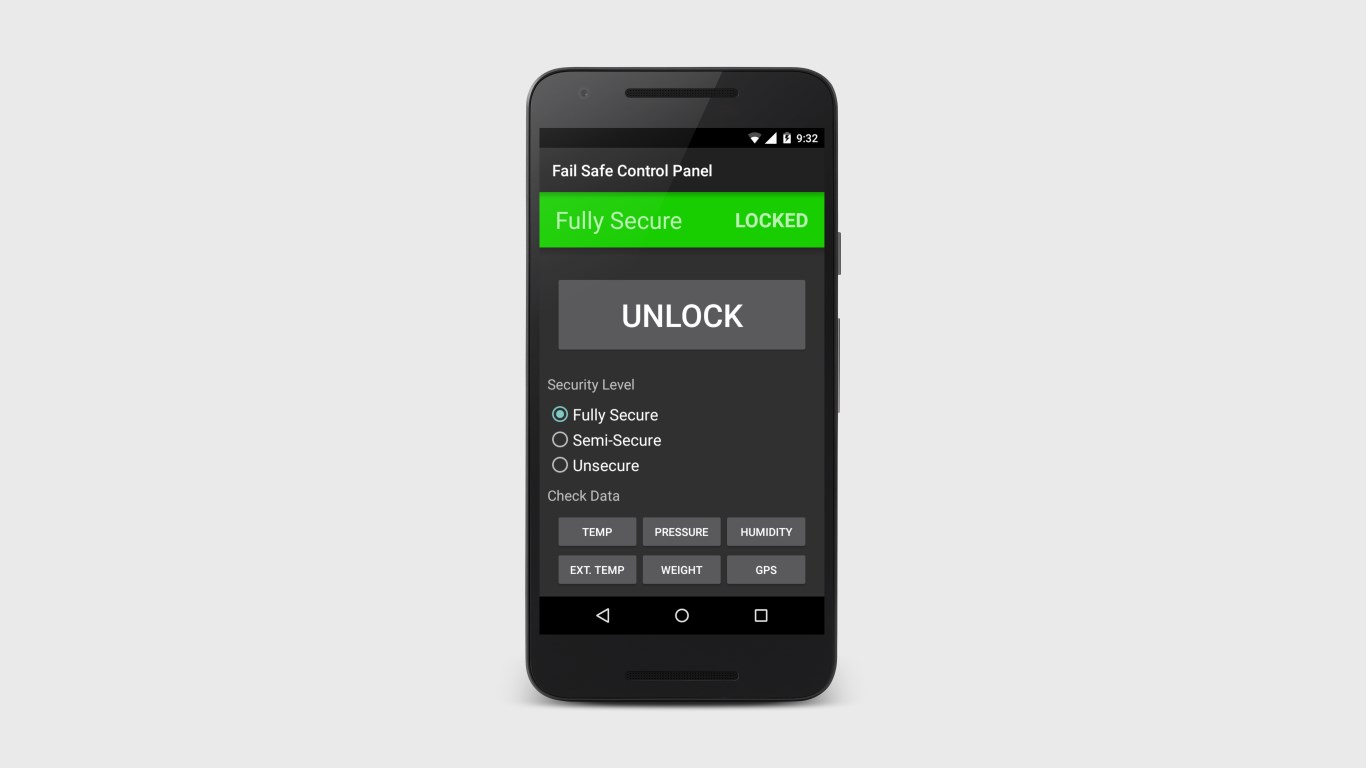 9:32
Fail Safe Control Panel
Fully Secure LOCKED
UNLOCK
Security Level
Fully Secure
Semi-Secure
Unsecure
Check Data
TEMP PRESSURE HUMIDITY
EXT. TEMP WEIGHT GPS